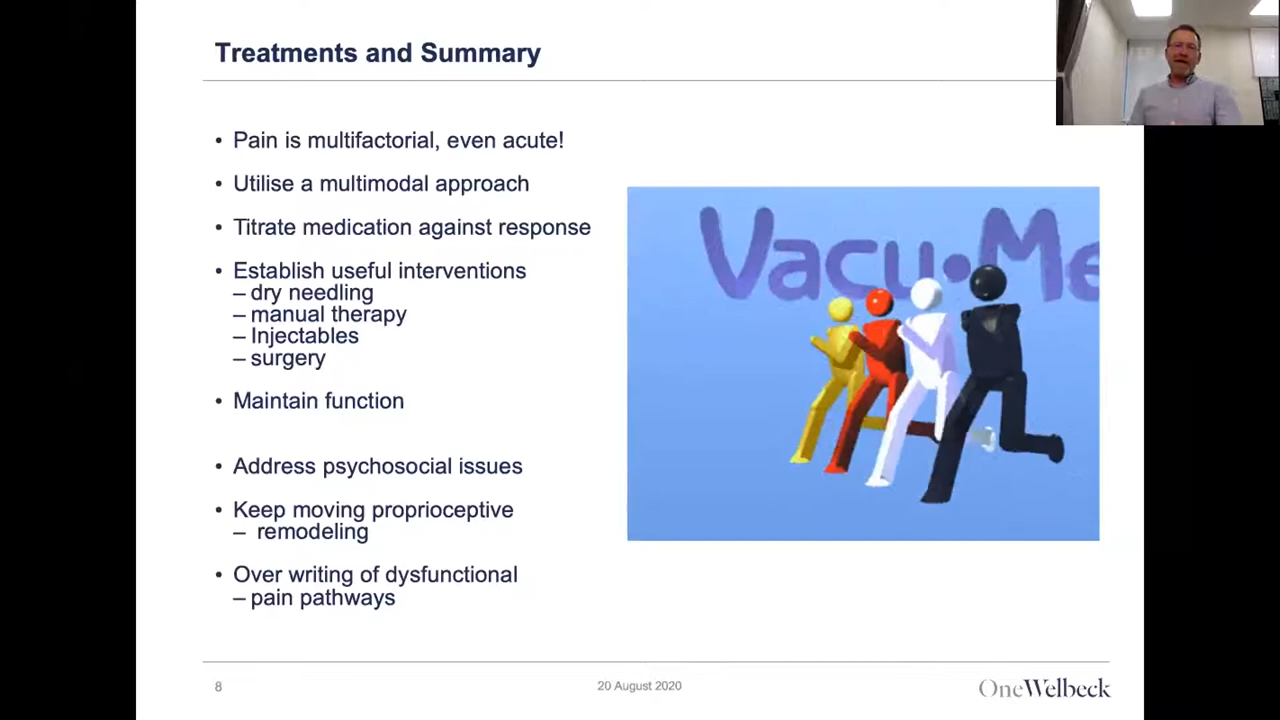 Treatments and Summary
• Pain is multifactorial, even acute!
• Utilise a multimodal approach
• Titrate medication against response
• Establish useful interventions
– dry needling
– manual therapy
– Injectables
– surgery
• Maintain function
• Address psychosocial issues
• Keep moving proprioceptive
– remodeling
• Over writing of dysfunctional
– pain pathways
Vacu•Me
8
20 August 2020
OneWelbeck